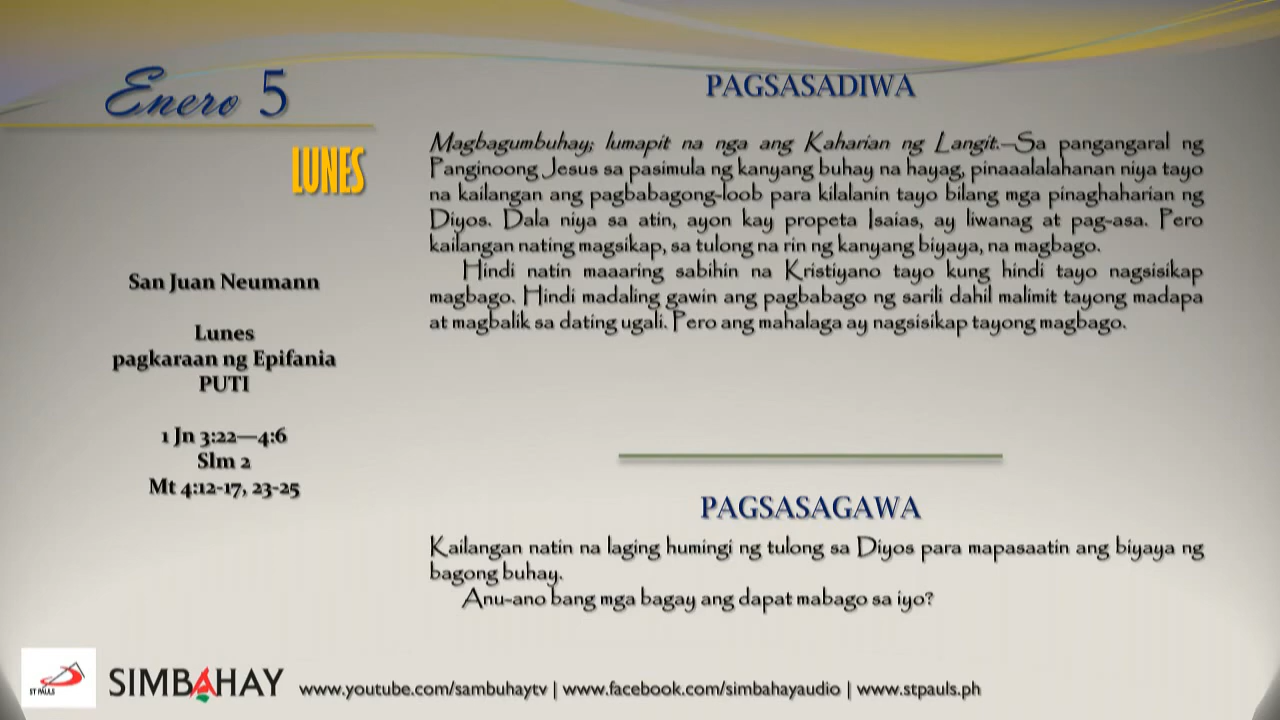 Enero 5
LUNES
San Juan Neumann
Lunes
pagkaraan ng Epifania
PUTI
1 Jn 3:22—4:6
Slm 2
Mt 4:12-17, 23-25
PAGSASADIWA
Magbagumbuhay; lumapit na nga ang Kaharian ng Langit.—Sa pangangaral ng
Panginoong Jesus sa pasimula ng kanyang buhay na hayag, pinaaalalahanan niya tayo
na kailangan ang pagbabagong-loob para kilalanin tayo bilang mga pinaghaharian ng
Diyos. Dala niya sa atin, ayon kay propeta Isaias, ay liwanag at pag-asa. Pero
kailangan nating magsikap, sa tulong na rin ng kanyang biyaya, na magbago.
Hindi natin maaaring sabihin na Kristiyano tayo kung hindi tayo nagsisikap
magbago. Hindi madaling gawin ang pagbabago ng sarili dahil malimit tayong madapa
at magbalik sa dating ugali. Pero ang mahalaga ay nagsisikap tayong magbago.
PAGSASAGAWA
Kailangan natin na laging humingi ng tulong sa Diyos para mapasaatin ang biyaya ng
bagong buhay.
Anu-ano bang mga bagay ang dapat mabago sa iyo?
ST PAULS
SIMBAHAY
www.youtube.com/sambuhaytv | www.facebook.com/simbahayaudio | www.stpauls.ph